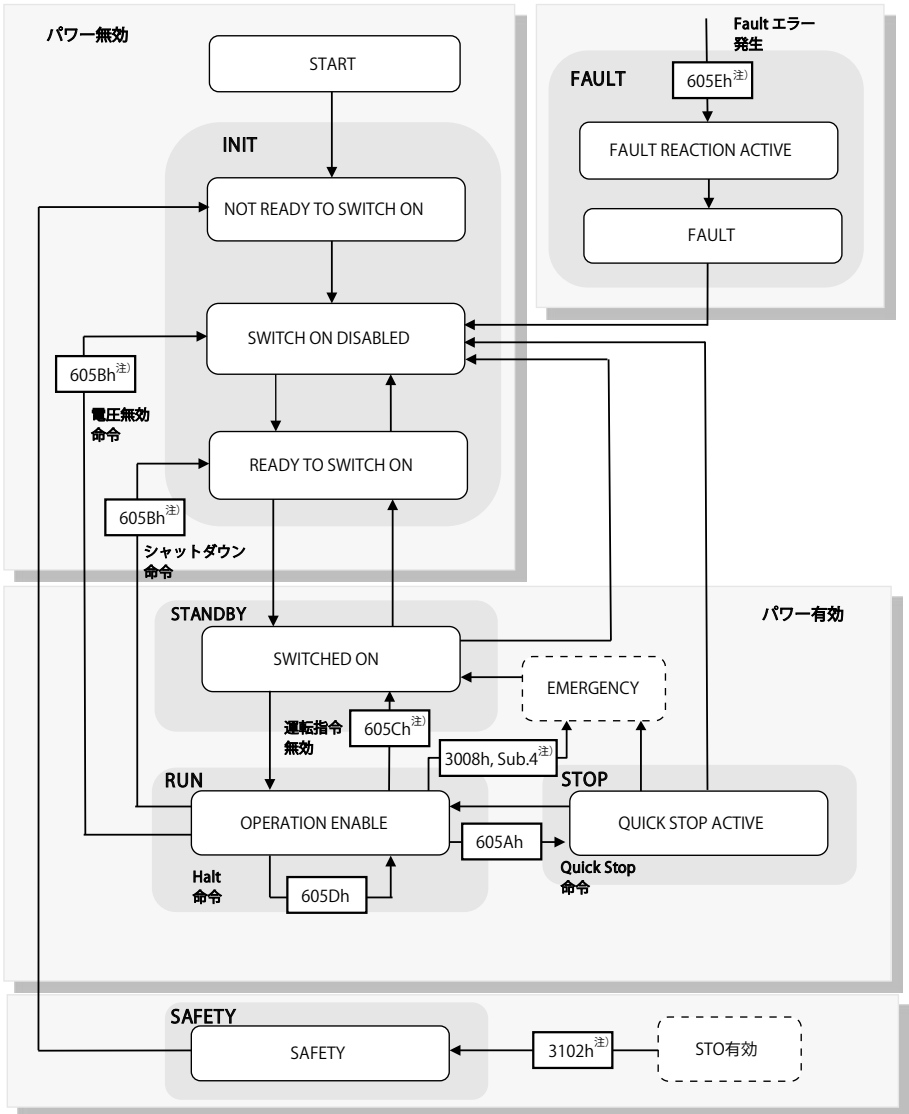 パワー無効
START
INIT
NOT READY TO SWITCH ON
SWITCH ON DISABLED
605Bh注)
電圧無効
命令
READY TO SWITCH ON
605Bh注)
シャットダウン
命令
Fault エラー
発生
FAULT
605Eh注)
FAULT REACTION ACTIVE
FAULT
パワー有効
STANDBY
SWITCHED ON
EMERGENCY
運転指令
無効
605Ch注)
3008h, Sub.4注)
RUN
STOP
OPERATION ENABLE
605Ah
QUICK STOP ACTIVE
Quick Stop
命令
Halt
命令
605Dh
SAFETY
SAFETY
3102h注)
STO有効